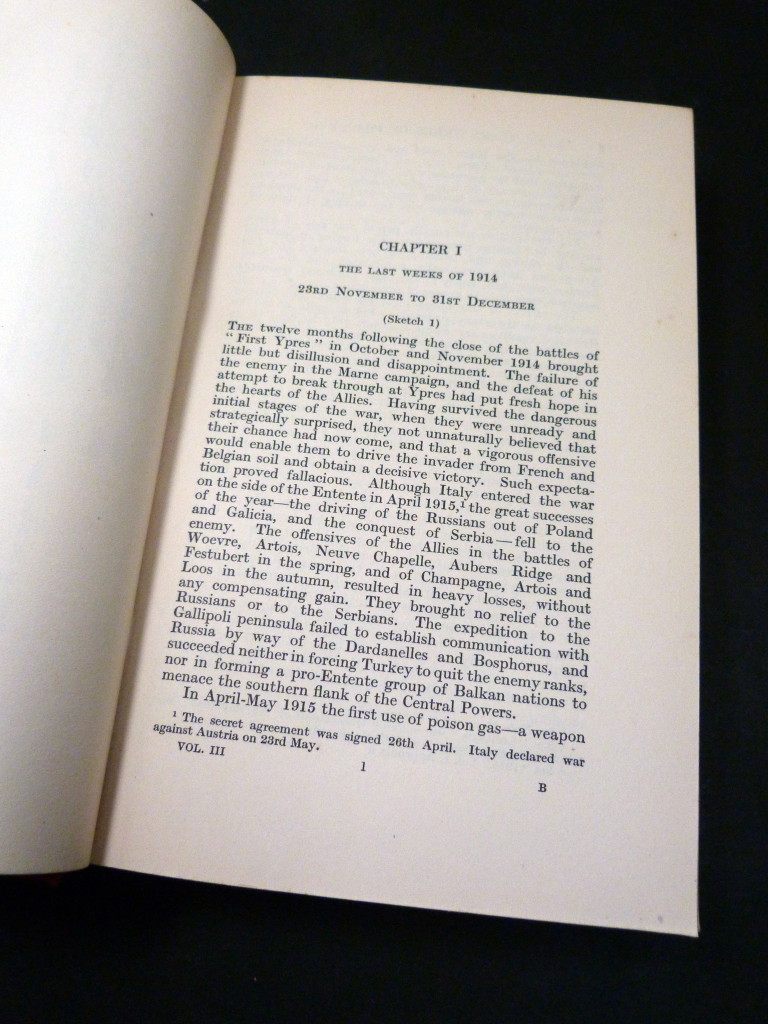 CHAPTER I
THE LAST WEEKS OF 1914
23RD NOVEMBER TO 31ST DECEMBER
(Sketch 1)
THE twelve months following the close of the battles of
“ First Ypres ” in October and November 1914 brought
little but disillusion and disappointment. The failure of
the enemy in the Marne campaign, and the defeat of his
attempt to break through at Ypres had put fresh hope in
the hearts of the Allies. Having survived the dangerous
initial stages of the war, when they were unready and
strategically surprised, they not unnaturally believed that
their chance had now come, and that a vigorous offensive
would enable them to drive the invader from French and
Belgian soil and obtain a decisive victory. Such expecta-
tion proved fallacious. Although Italy entered the war
on the side of the Entente in April 1915,¹ the great successes
of the year—the driving of the Russians out of Poland
and Galicia, and the conquest of Serbia—fell to the
enemy. The offensives of the Allies in the battles of
Woevre, Artois, Neuve Chapelle, Aubers Ridge and
Festubert in the spring, and of Champagne, Artois and
Loos in the autumn, resulted in heavy losses, without
any compensating gain. They brought no relief to the
Russians or to the Serbians. The expedition to the
Gallipoli peninsula failed to establish communication with
Russia by way of the Dardanelles and Bosphorus, and
succeeded neither in forcing Turkey to quit the enemy ranks,
nor in forming a pro-Entente group of Balkan nations to
menace the southern flank of the Central Powers.
In April-May 1915 the first use of poison gas—a weapon
¹ The secret agreement was signed 26th April. Italy declared war
against Austria on 23rd May.
VOL. III
1
B